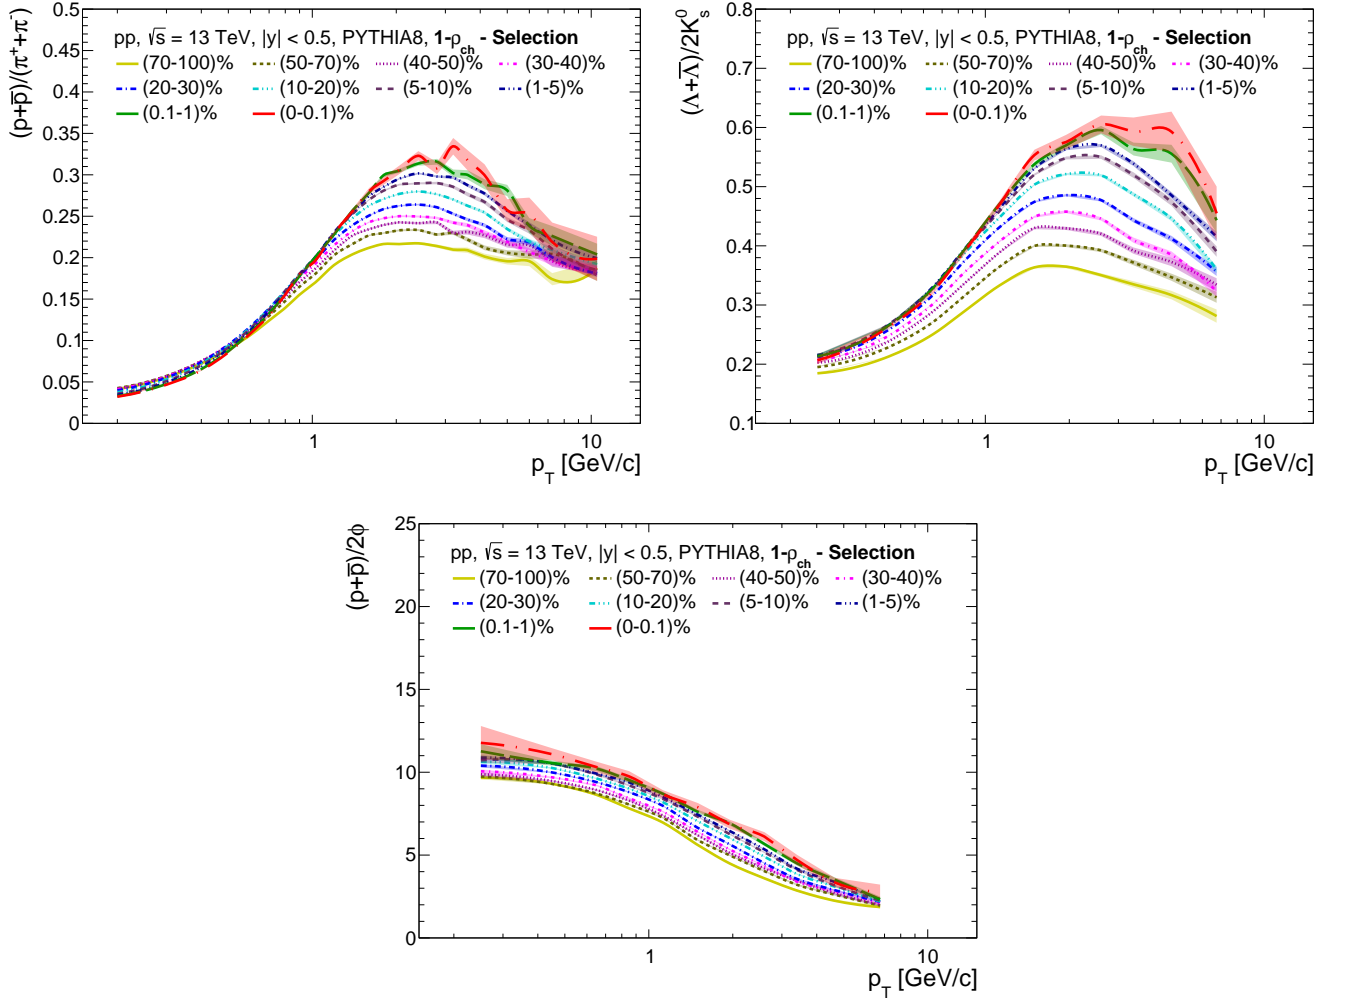 (p+p̅)/(π⁺+π⁻)
0.5
0.45
0.4
0.35
0.3
0.25
0.2
0.15
0.1
0.05
0
pp, √s = 13 TeV, |y| < 0.5, PYTHIA8, 1-ρ_ch - Selection
(70-100)% (50-70)% (40-50)% (30-40)%
(20-30)% (10-20)% (5-10)% (1-5)%
(0.1-1)% (0-0.1)%
1 10
p_T [GeV/c]
(Λ+Λ̅)/2K⁰_s
0.8
0.7
0.6
0.5
0.4
0.3
0.2
0.1
pp, √s = 13 TeV, |y| < 0.5, PYTHIA8, 1-ρ_ch - Selection
(70-100)% (50-70)% (40-50)% (30-40)%
(20-30)% (10-20)% (5-10)% (1-5)%
(0.1-1)% (0-0.1)%
1 10
p_T [GeV/c]
(p+p̅)/2ϕ
25
20
15
10
5
0
pp, √s = 13 TeV, |y| < 0.5, PYTHIA8, 1-ρ_ch - Selection
(70-100)% (50-70)% (40-50)% (30-40)%
(20-30)% (10-20)% (5-10)% (1-5)%
(0.1-1)% (0-0.1)%
1 10
p_T [GeV/c]